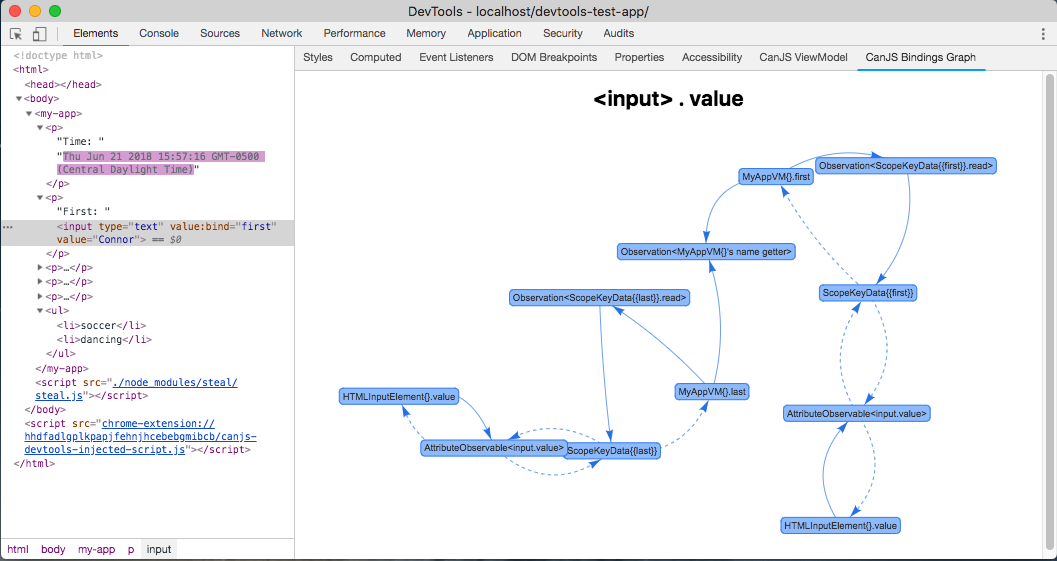 DevTools - localhost/devtools-test-app/
Elements Console Sources Network Performance Memory Application Security Audits
Styles Computed Event Listeners DOM Breakpoints Properties Accessibility CanJS ViewModel CanJS Bindings Graph
<!doctype html>
<html>
<head></head>
<body>
<my-app>
<p>
"Time: "
"Thu Jun 21 2018 15:57:16 GMT-0500
(Central Daylight Time)"
</p>
<p>
"First: "
<input type="text" value:bind="first"
value="Connor"> == $0
</p>
<p>…</p>
<p>…</p>
<p>…</p>
<ul>
<li>soccer</li>
<li>dancing</li>
</ul>
</my-app>
<script src="./node_modules/steal/
steal.js"></script>
</body>
<script src="chrome-extension://
hhdfadlgplkpapjfehnjhcebebgmibcb/canjs-
devtools-injected-script.js"></script>
</html>
html body my-app p input
<input> . value
Observation<ScopeKeyData{{first}}.read>
MyAppVM{}.first
Observation<MyAppVM{}'s name getter>
ScopeKeyData{{first}}
Observation<ScopeKeyData{{last}}.read>
MyAppVM{}.last
HTMLInputElement{}.value
AttributeObservable<input.value>
AttributeObservable<input.value>
ScopeKeyData{{last}}
HTMLInputElement{}.value